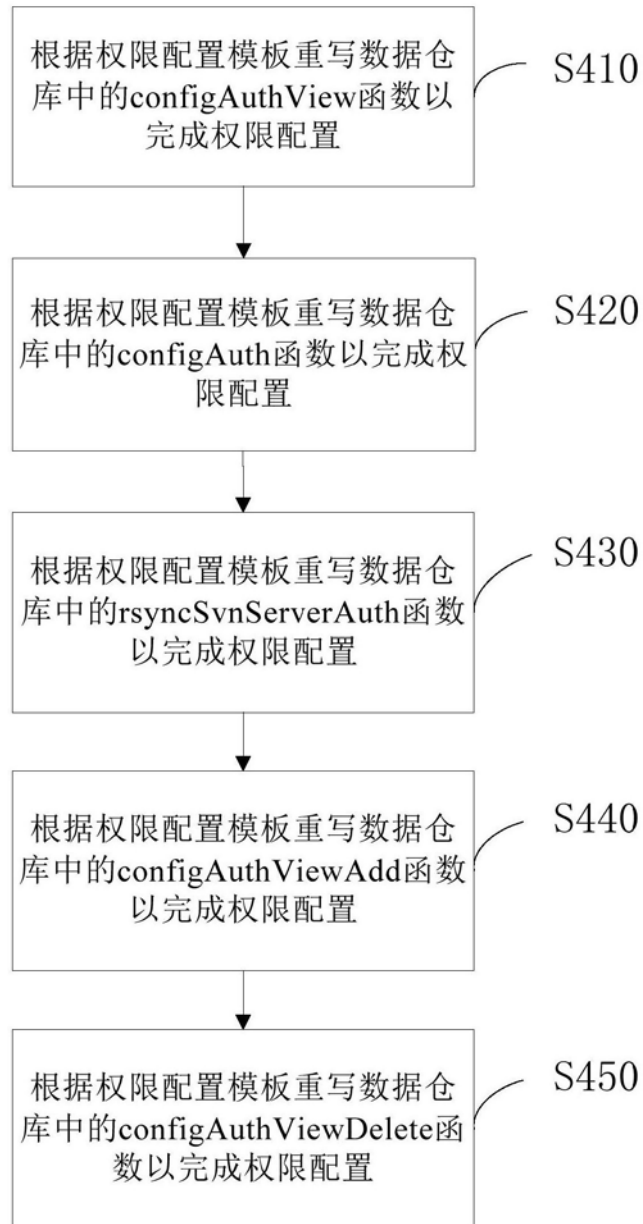 根据权限配置模板重写数据仓
库中的configAuthView函数以
完成权限配置
S410
根据权限配置模板重写数据仓
库中的configAuth函数以完成权
限配置
S420
根据权限配置模板重写数据仓
库中的rsyncSvnServerAuth函数
以完成权限配置
S430
根据权限配置模板重写数据仓
库中的configAuthViewAdd函数
以完成权限配置
S440
根据权限配置模板重写数据仓
库中的configAuthViewDelete函
数以完成权限配置
S450